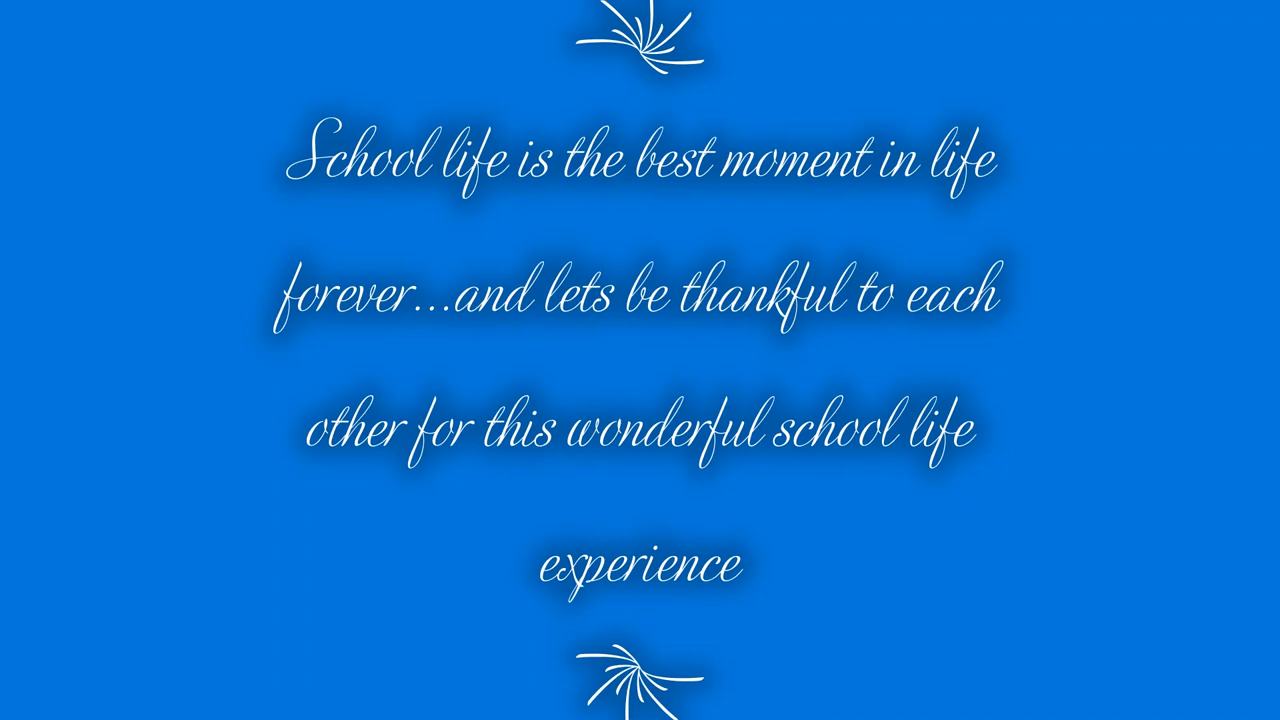 School life is the best moment in life
forever...and lets be thankful to each
other for this wonderful school life
experience